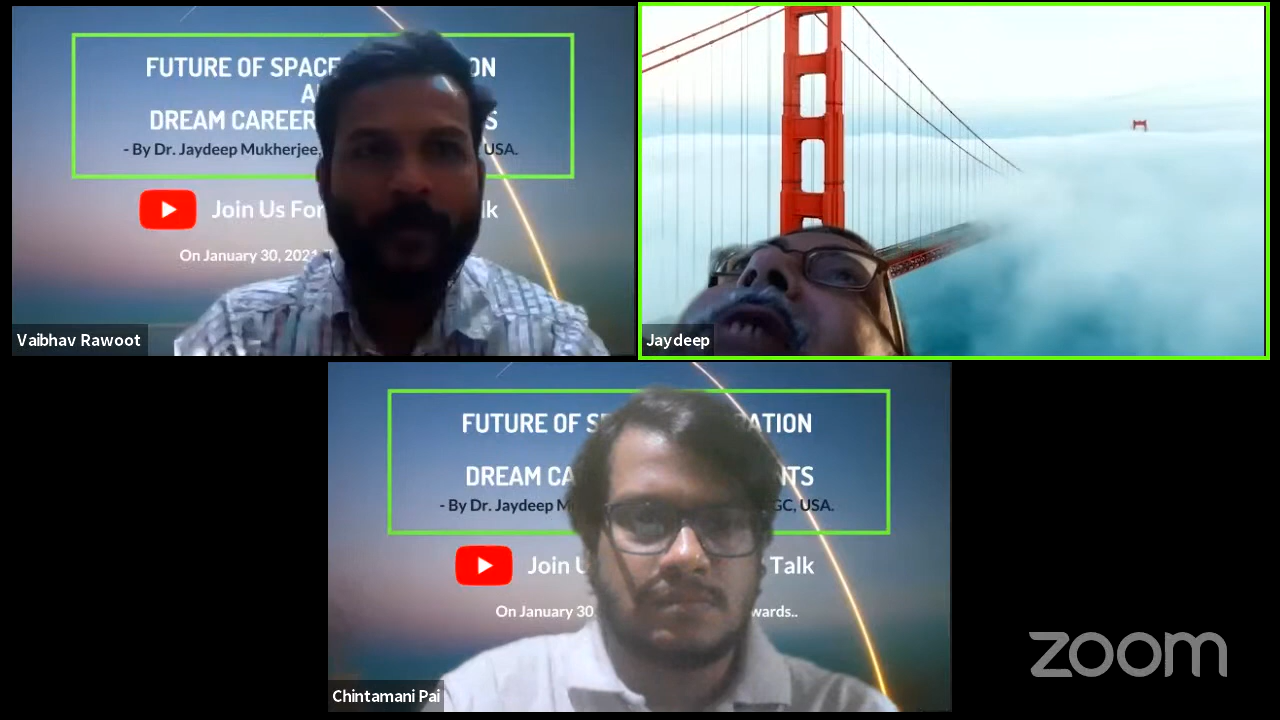 FUTURE OF SPACE ON
DREAM CAREER S
- By Dr. Jaydeep Mukherjee, USA.
Join Us For lk
On January 30, 2021
Vaibhav Rawoot
Jaydeep
FUTURE OF S RATION
DREAM CA NTS
- By Dr. Jaydeep M GC, USA.
Join U Talk
On January 30 wards..
Chintamani Pai
zoom